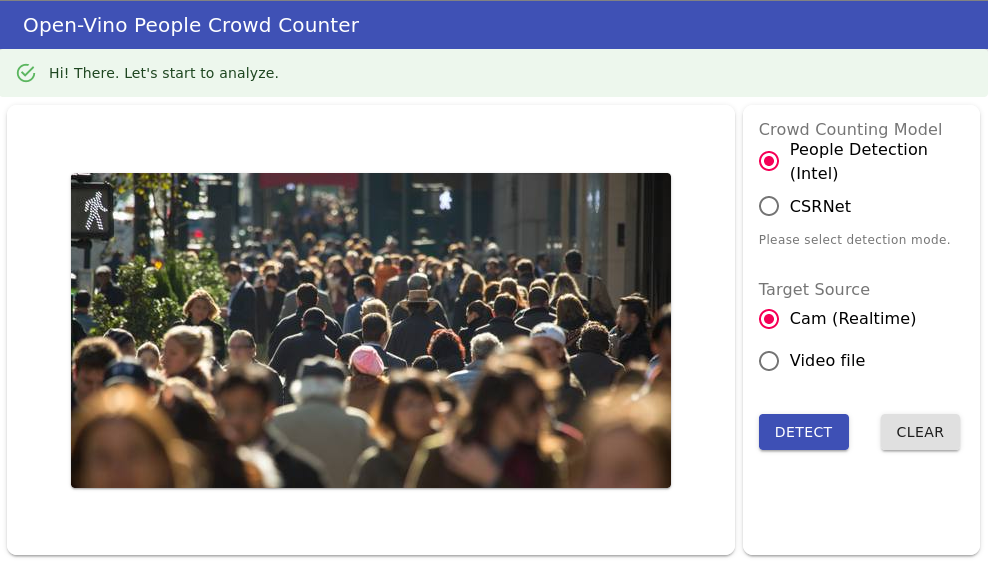 Open-Vino People Crowd Counter
Hi! There. Let's start to analyze.
Crowd Counting Model
People Detection
(Intel)
CSRNet
Please select detection mode.
Target Source
Cam (Realtime)
Video file
DETECT
CLEAR